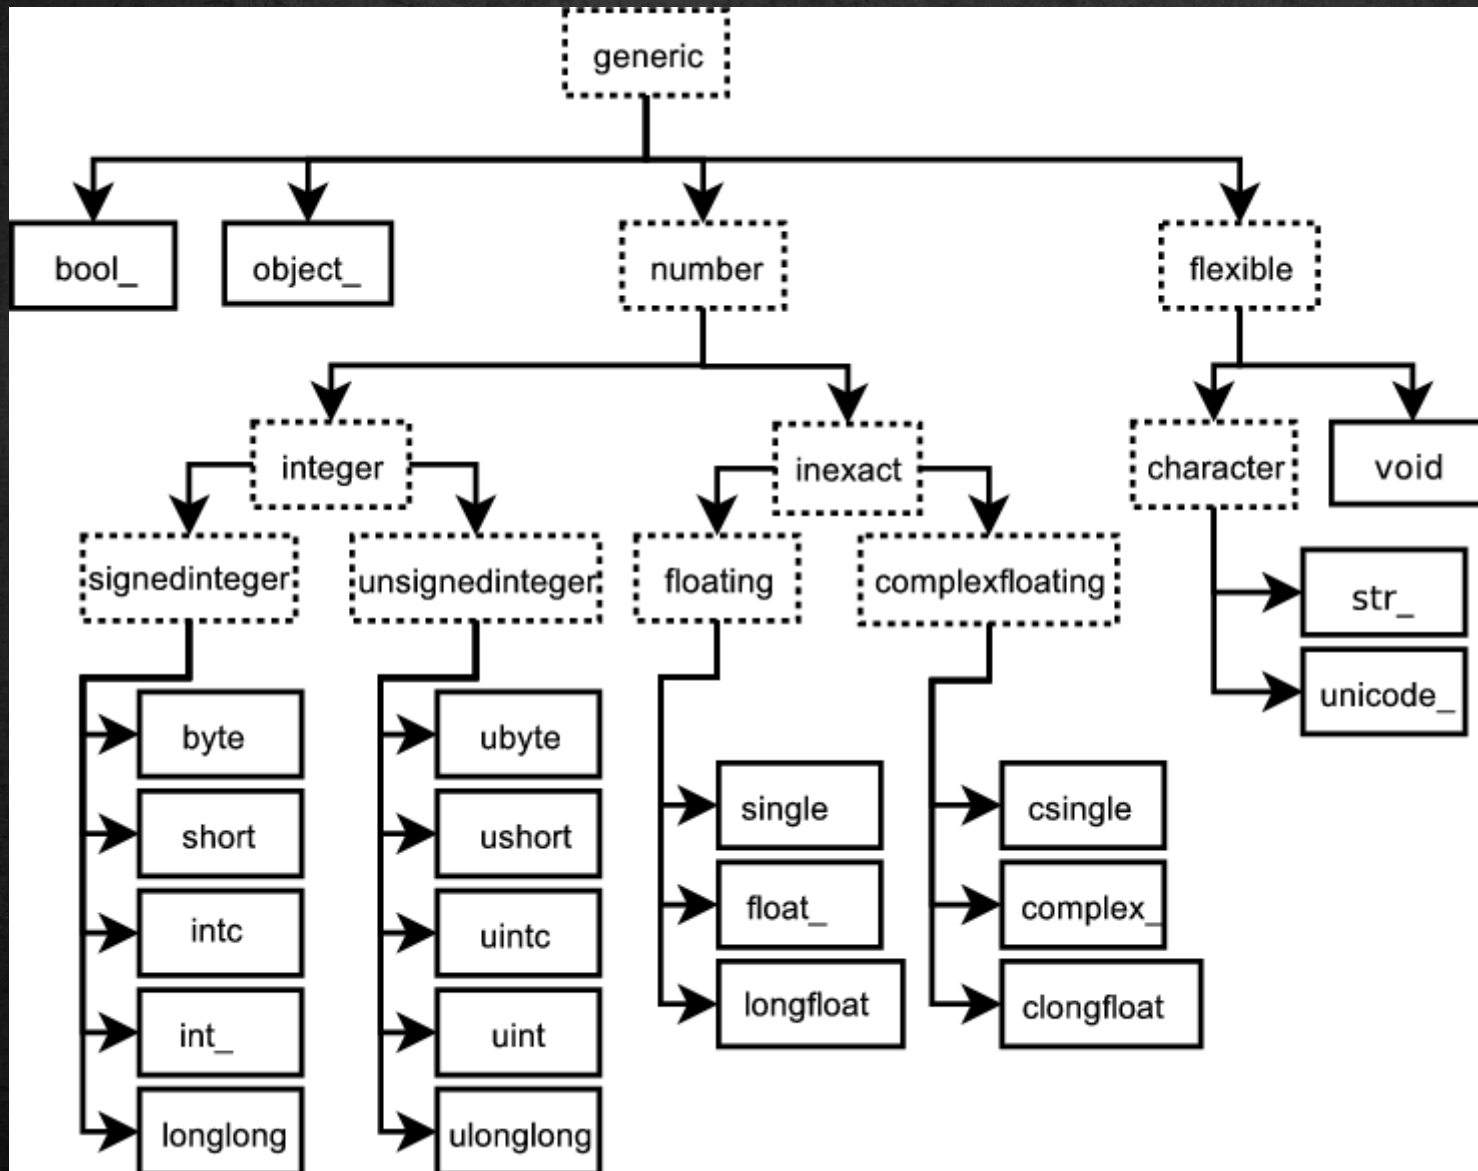 generic
bool_
object_
number
flexible
integer
inexact
character
void
signedinteger
unsignedinteger
floating
complexfloating
str_
unicode_
byte
ubyte
single
csingle
short
ushort
float_
complex_
intc
uintc
longfloat
clongfloat
int_
uint
longlong
ulonglong